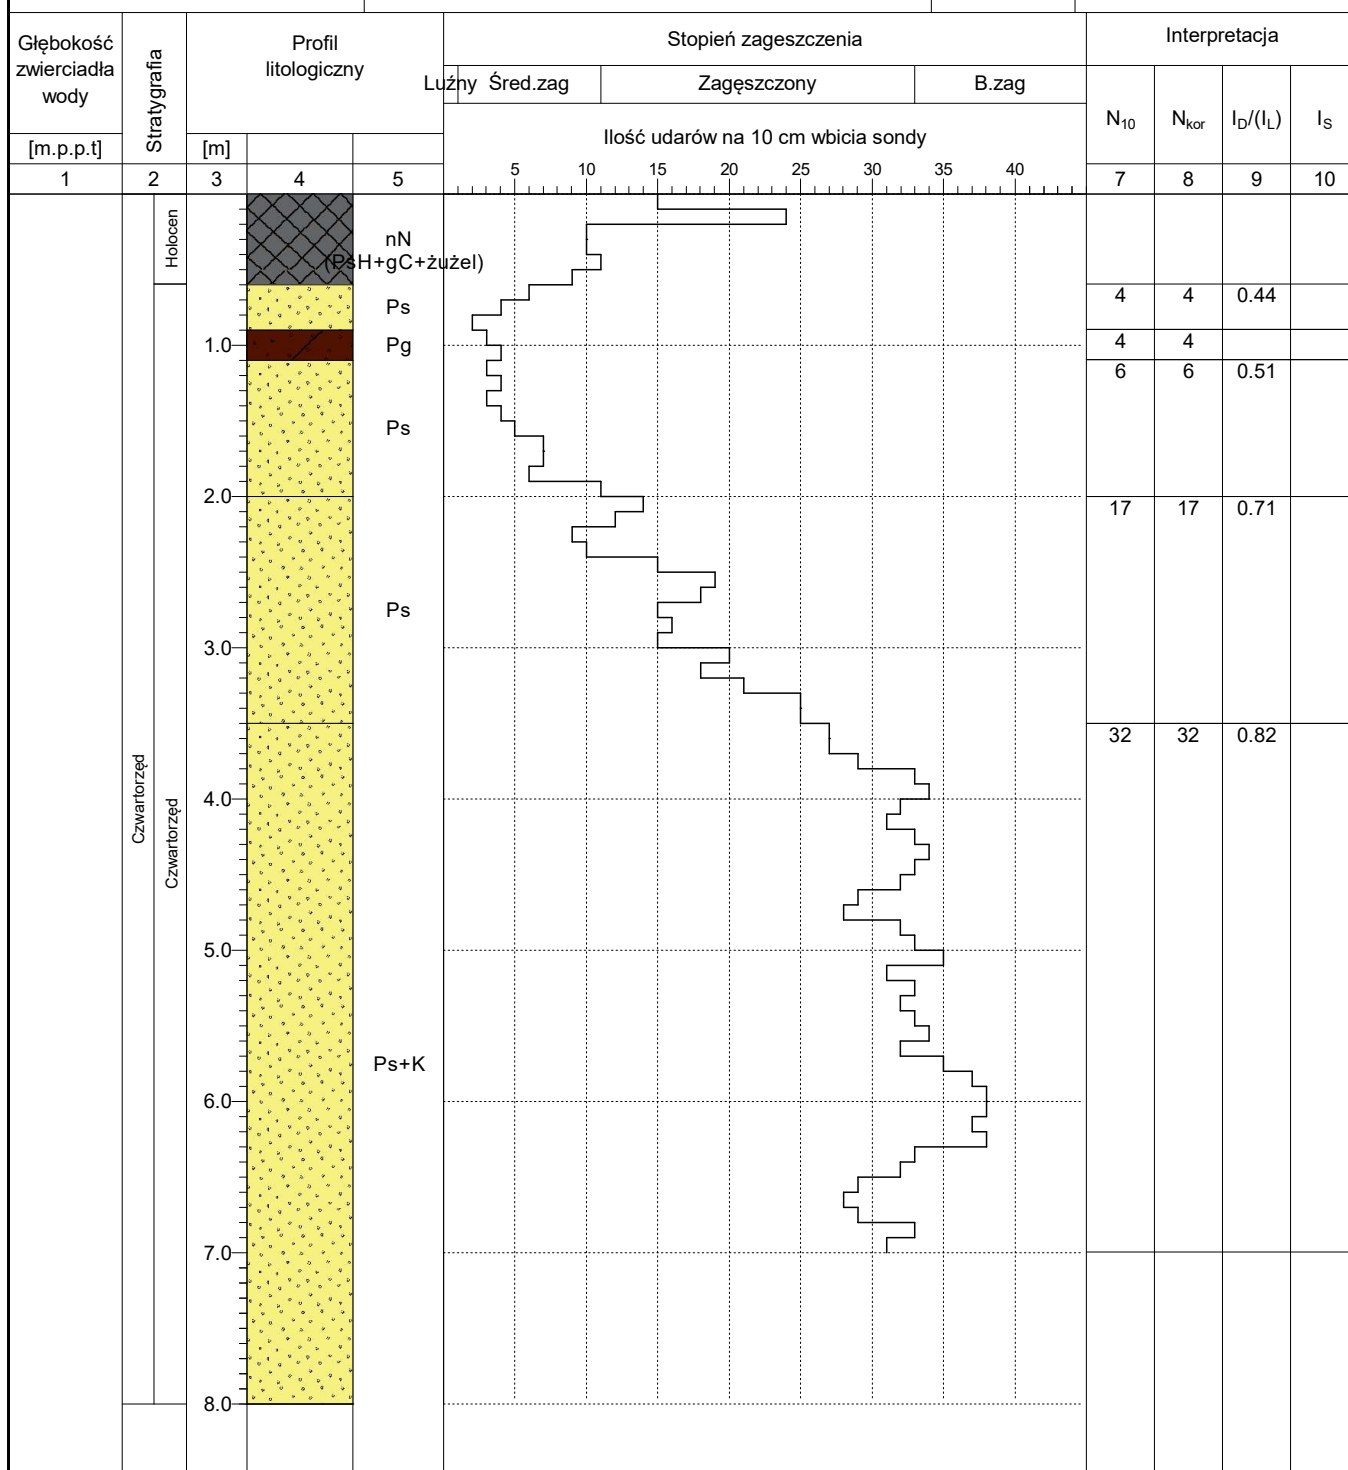 Głębokość
zwierciadła
wody
[m.p.p.t]
Stratygrafia
Profil
litologiczny
[m]
Stopień zagęszczenia
Luźny Śred.zag Zagęszczony B.zag
Ilość udarów na 10 cm wbicia sondy
5 10 15 20 25 30 35 40
Interpretacja
N10 Nkor ID/(IL) IS
1 2 3 4 5 7 8 9 10
Holocen
nN
(PsH+gC+żużel)
Ps
4 4 0.44
1.0
Pg
4 4
6 6 0.51
Ps
2.0
17 17 0.71
Ps
3.0
32 32 0.82
Czwartorzęd
Czwartorzęd
4.0
5.0
Ps+K
6.0
7.0
8.0